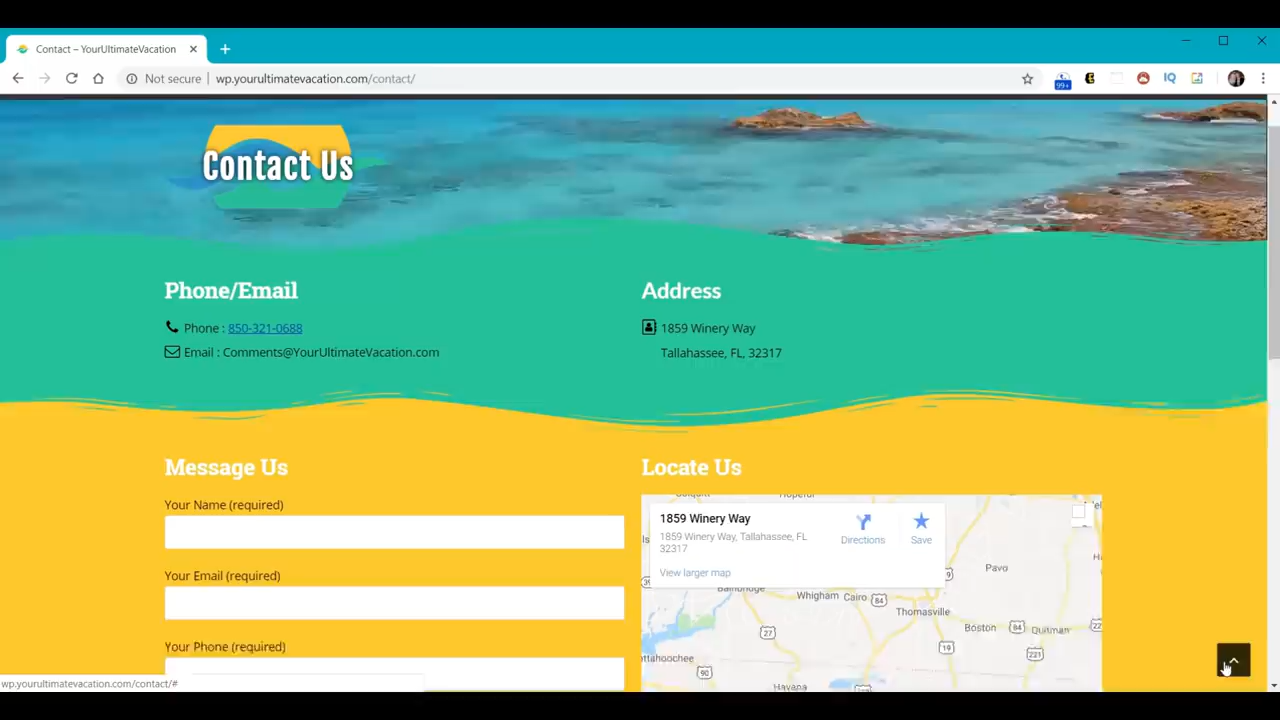 Contact – YourUltimateVacation
Not secure | wp.yourultimatevacation.com/contact/
99+
IQ
Contact Us
Phone/Email
Phone : 850-321-0688
Email : Comments@YourUltimateVacation.com
Address
1859 Winery Way
Tallahassee, FL, 32317
Message Us
Your Name (required)
Your Email (required)
Your Phone (required)
Locate Us
1859 Winery Way
1859 Winery Way, Tallahassee, FL
32317
Directions
Save
View larger map
Bainbridge
Whigham
Cairo
84
Pavo
Thomasville
Boston
84
Quitman
27
19
221
90
Havana
wp.yourultimatevacation.com/contact/#